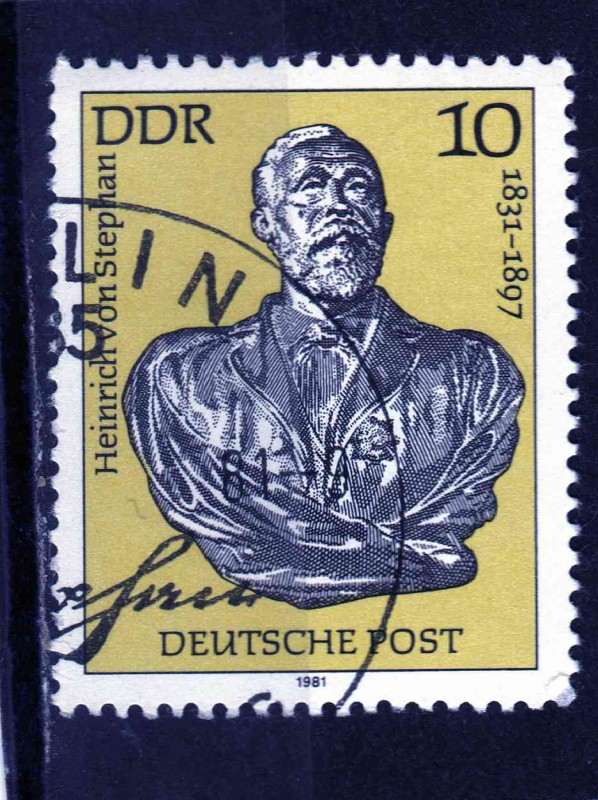 DDR
10
Heinrich von Stephan
1831-1897
DEUTSCHE POST
1981